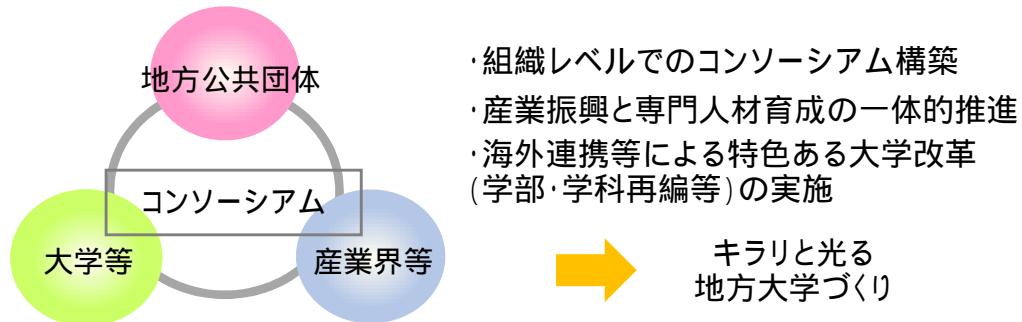 地方公共団体
コンソーシアム
大学等
産業界等
・組織レベルでのコンソーシアム構築
・産業振興と専門人材育成の一体的推進
・海外連携等による特色ある大学改革
(学部・学科再編等)の実施
キラリと光る
地方大学づくり